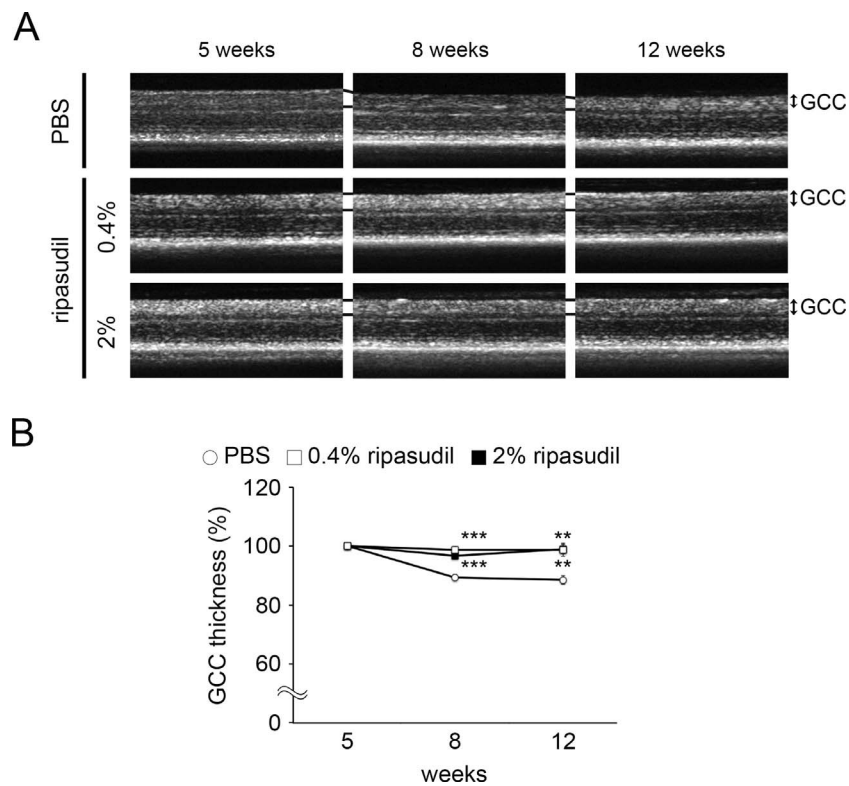 A
5 weeks 8 weeks 12 weeks
PBS
GCC
ripasudil
0.4%
GCC
2%
GCC
B
PBS 0.4% ripasudil 2% ripasudil
GCC thickness (%)
120
100
80
60
0
*** **
*** **
5 8 12
weeks